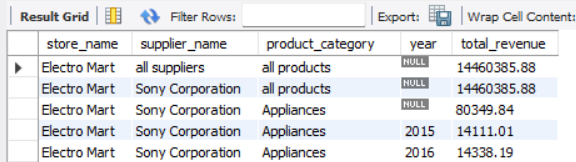 Result Grid Filter Rows: Export: Wrap Cell Content:
store_name supplier_name product_category year total_revenue
Electro Mart all suppliers all products NULL 14460385.88
Electro Mart Sony Corporation all products NULL 14460385.88
Electro Mart Sony Corporation Appliances NULL 80349.84
Electro Mart Sony Corporation Appliances 2015 14111.01
Electro Mart Sony Corporation Appliances 2016 14338.19